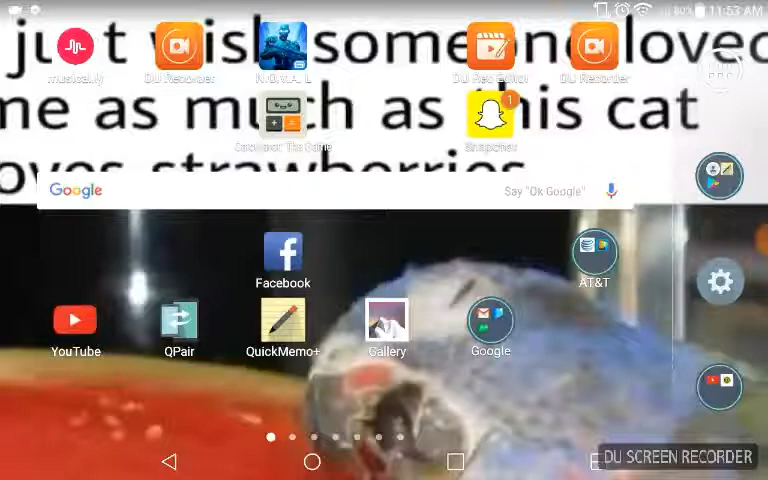 80% 11:53 AM
just wish someone loved
me as much as this cat
loves strawberries
musical.ly
DU Recorder
N.O.V.A. L
DU Rec Editor
DU Recorder
Calculator: The Game
1
Snapchat
Google
Say "Ok Google"
Facebook
AT&T
YouTube
QPair
QuickMemo+
Gallery
Google
DU SCREEN RECORDER